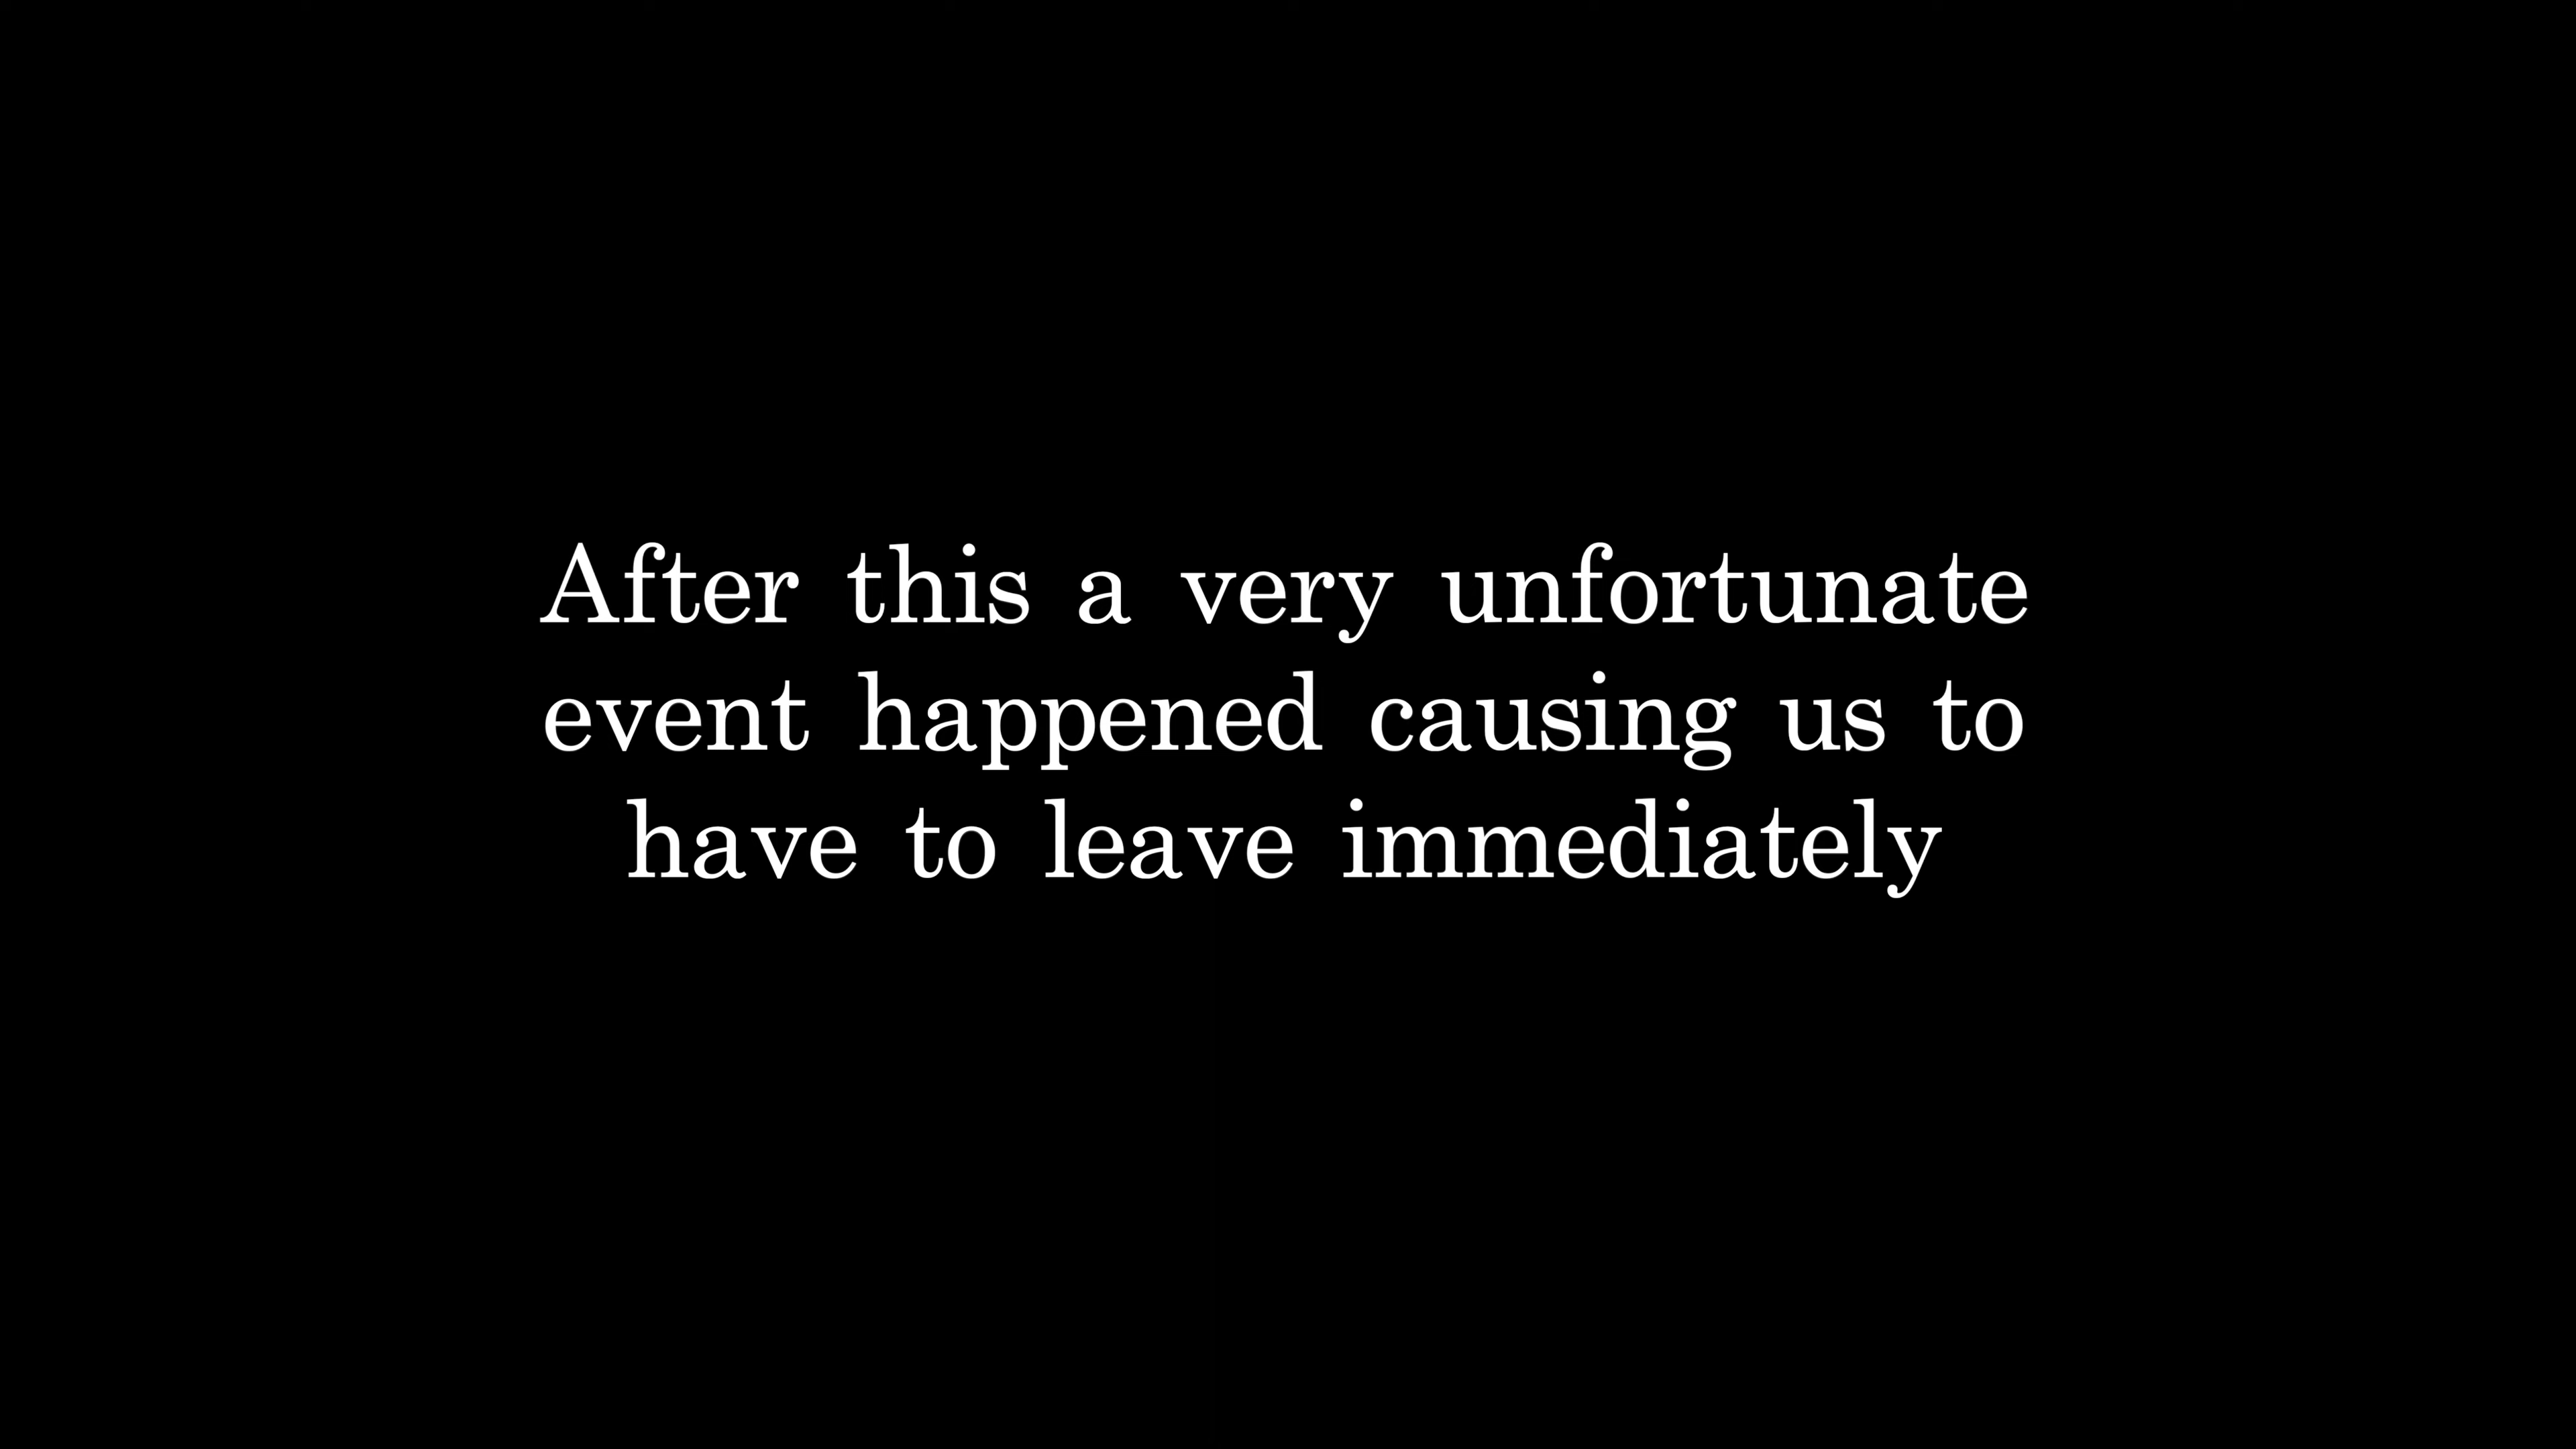 After this a very unfortunate
event happened causing us to
have to leave immediately